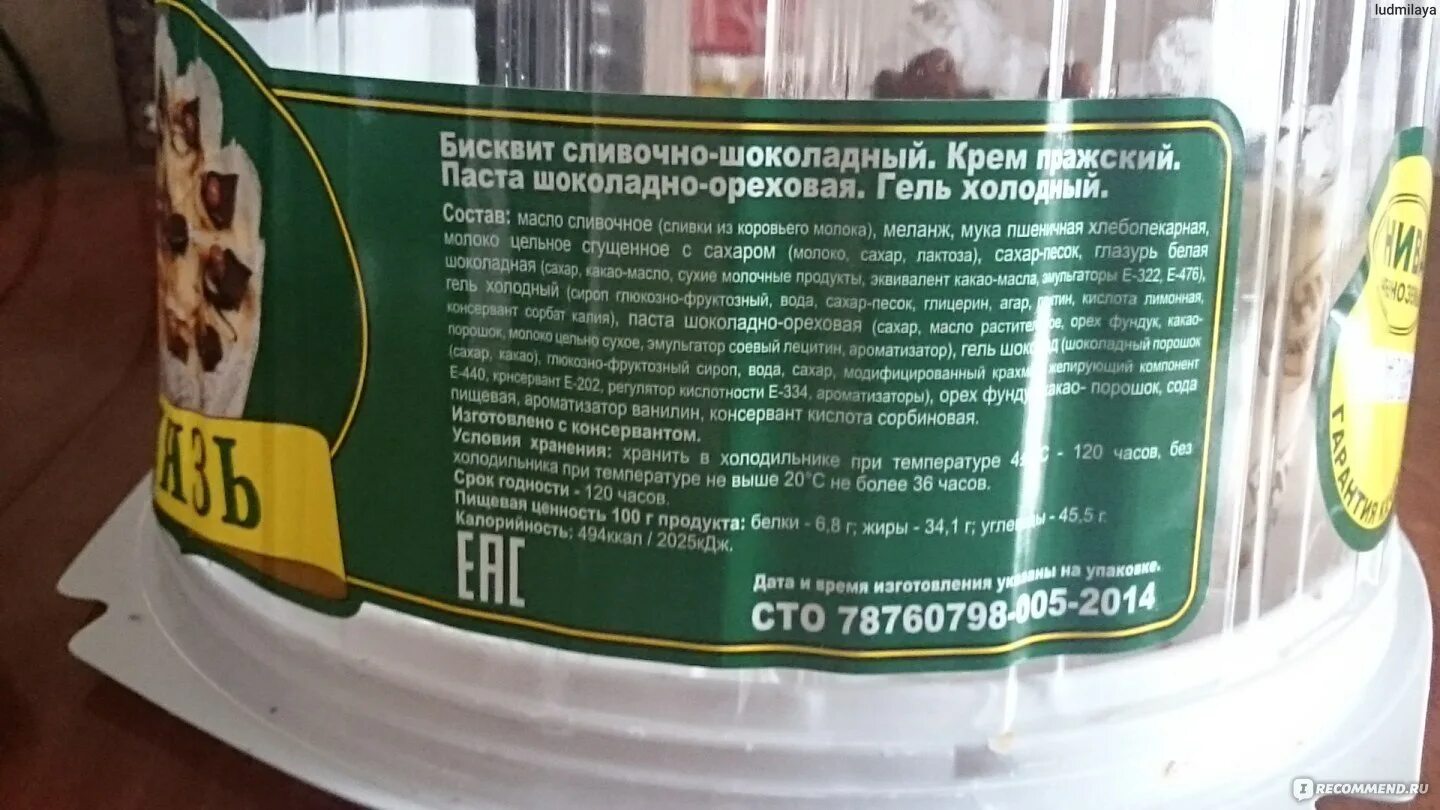 ludmilaya
Бисквит сливочно-шоколадный. Крем пражский.
Паста шоколадно-ореховая. Гель холодный.
Состав: масло сливочное (сливки из коровьего молока), меланж, мука пшеничная хлебопекарная,
молоко цельное сгущенное с сахаром (молоко, сахар, лактоза), сахар-песок, глазурь белая
шоколадная (сахар, какао-масло, сухие молочные продукты, эквивалент какао-масла, эмульгаторы Е-322, Е-476),
гель холодный (сироп глюкозно-фруктозный, вода, сахар-песок, глицерин, агар, кислота лимонная,
консервант сорбат калия), паста шоколадно-ореховая (сахар, масло растительное, орех фундук, какао-
порошок, молоко цельно сухое, эмульгатор соевый лецитин, ароматизатор), гель (шоколадный порошок
(сахар, какао), глюкозно-фруктозный сироп, вода, сахар, модифицированный желирующий компонент
Е-440, крнсервант Е-202, регулятор кислотности Е-334, ароматизаторы), орех какао- порошок, сода
пищевая, ароматизатор ванилин, консервант кислота сорбиновая.
Изготовлено с консервантом.
Условия хранения: хранить в холодильнике при температуре - 120 часов, без
холодильника при температуре не выше 20°С не более 36 часов.
Срок годности - 120 часов.
Пищевая ценность 100 г продукта: белки - 6,8 г; жиры - 34,1 г; углеводы - 45,5 г.
Калорийность: 494ккал / 2025кДж.
ЕАС
Дата и время изготовления указаны на упаковке.
СТО 78760798-005-2014
АЗЬ
НИВ
ГАРАНТИЯ
IRECOMMEND.RU